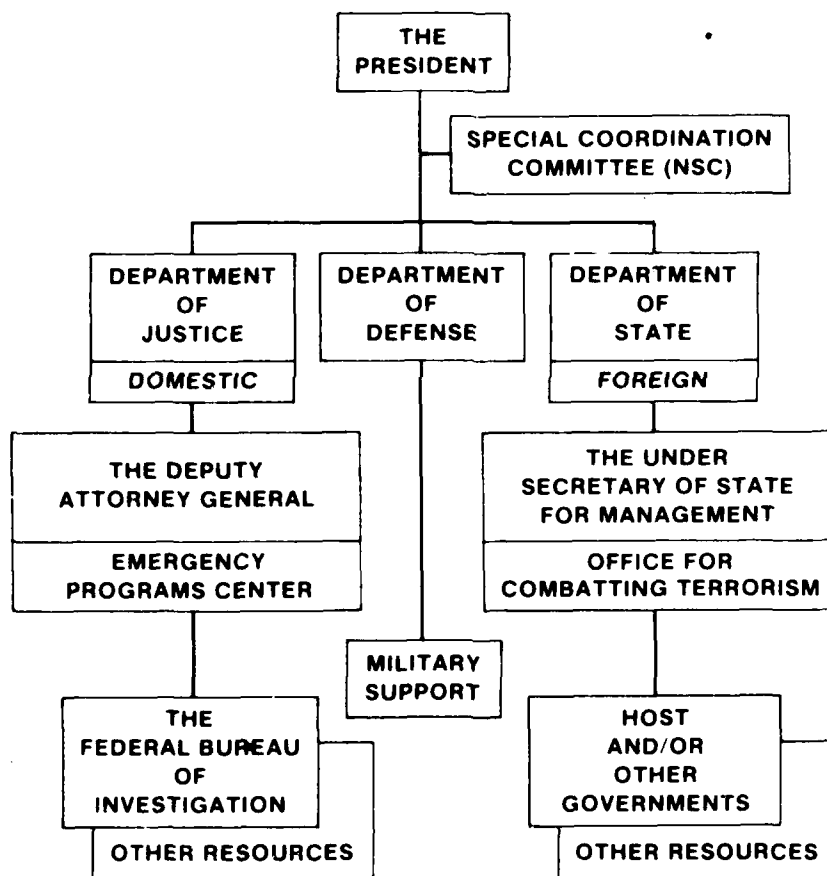 THE
PRESIDENT
SPECIAL COORDINATION
COMMITTEE (NSC)
DEPARTMENT
OF
JUSTICE
DOMESTIC
DEPARTMENT
OF
DEFENSE
DEPARTMENT
OF
STATE
FOREIGN
THE DEPUTY
ATTORNEY GENERAL
EMERGENCY
PROGRAMS CENTER
THE UNDER
SECRETARY OF STATE
FOR MANAGEMENT
OFFICE FOR
COMBATTING TERRORISM
MILITARY
SUPPORT
THE
FEDERAL BUREAU
OF
INVESTIGATION
OTHER RESOURCES
HOST
AND/OR
OTHER
GOVERNMENTS
OTHER RESOURCES